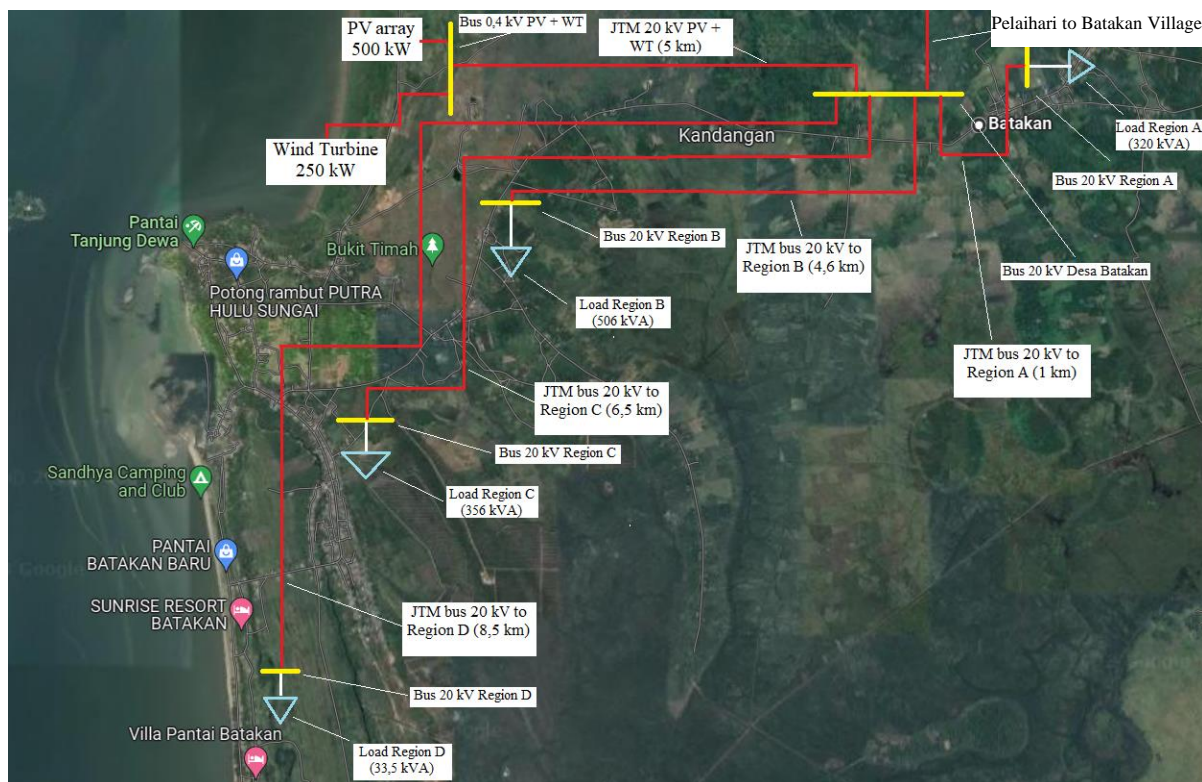 PV array
500 kW
Bus 0,4 kV PV + WT
JTM 20 kV PV +
WT (5 km)
Pelaihari to Batakan Village
Wind Turbine
250 kW
Kandangan
Batakan
Load Region A
(320 kVA)
Bus 20 kV Region A
Pantai
Tanjung Dewa
Bukit Timah
Bus 20 kV Region B
JTM bus 20 kV to
Region B (4,6 km)
Bus 20 kV Desa Batakan
Potong rambut PUTRA
HULU SUNGAI
Load Region B
(506 kVA)
JTM bus 20 kV to
Region A (1 km)
JTM bus 20 kV to
Region C (6,5 km)
Bus 20 kV Region C
Sandhya Camping
and Club
Load Region C
(356 kVA)
PANTAI
BATAKAN BARU
SUNRISE RESORT
BATAKAN
JTM bus 20 kV to
Region D (8,5 km)
Bus 20 kV Region D
Villa Pantai Batakan
Load Region D
(33,5 kVA)